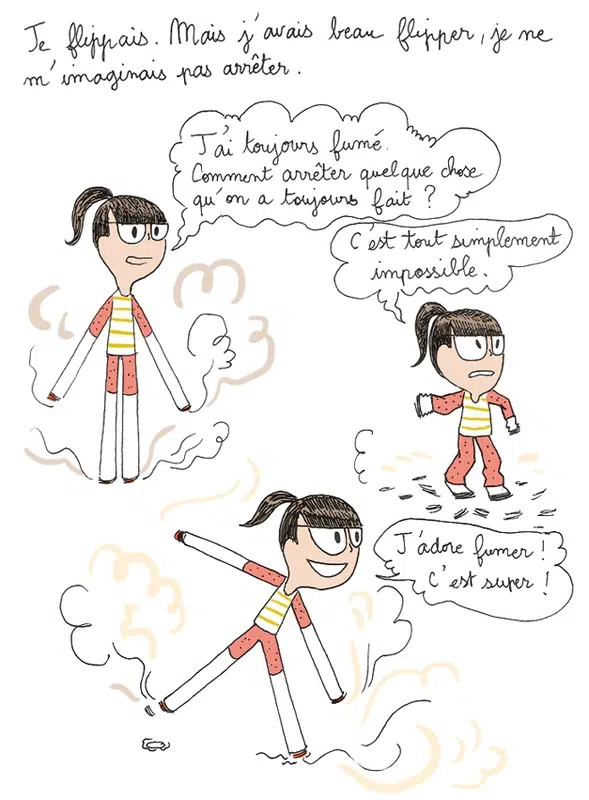 Je flippais. Mais j'avais beau flipper, je ne
m'imaginais pas arrêter.
J'ai toujours fumé.
Comment arrêter quelque chose
qu'on a toujours fait ?
C'est tout simplement
impossible.
J'adore fumer !
C'est super !